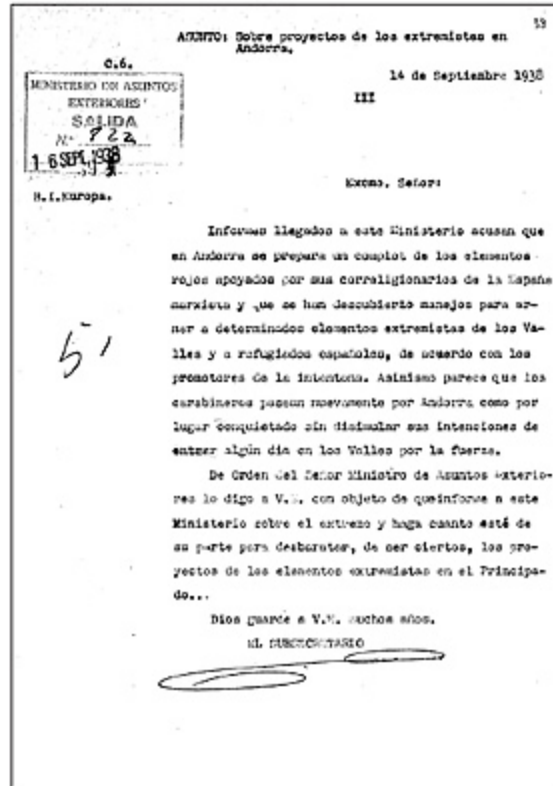 ASUNTO: Sobre proyectos de los extremistas en
Andorra.
C.6.
14 de Septiembre 1938
MINISTERIO DE ASUNTOS
EXTERIORES
SALIDA
Nº 722
16 SEPT. 1938
III
H.I.Europa.
Excmo. Señor:
Informes llegados a este Ministerio acusan que
en Andorra se prepara un complot de los elementos
rojos apoyados por sus correligionarios de la España
marxista y que se han descubierto manejos para ar-
mar a determinados elementos extremistas de los Va-
lles y a refugiados españoles, de acuerdo con los
promotores de la intentona. Asimismo parece que los
carabineros pasean nuevamente por Andorra como por
lugar conquistado sin disimular sus intenciones de
entrar algún día en los Valles por la fuerza.
De Orden del Señor Ministro de Asuntos Exterio-
res lo digo a V.E. con objeto de queinforme a este
Ministerio sobre el extremo y haga cuanto esté de
su parte para desbaratar, de ser ciertos, los pro-
yectos de los elementos extremistas en el Principa-
do...
Dios guarde a V.E. muchos años.
EL SUBSECRETARIO